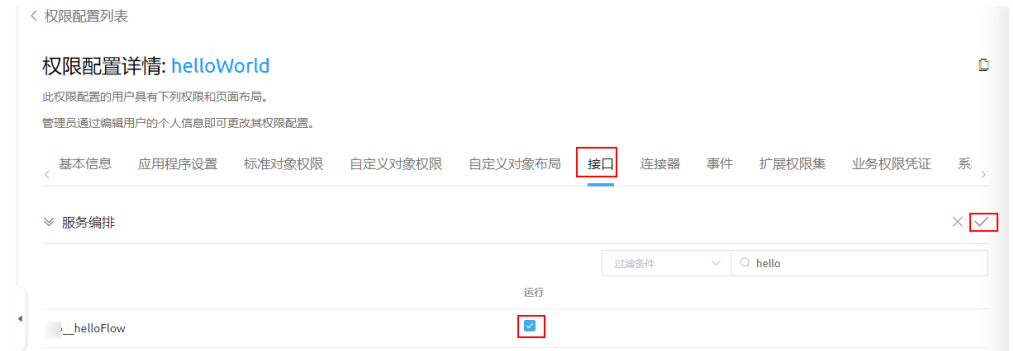 权限配置列表
权限配置详情: helloWorld
此权限配置的用户具有下列权限和页面布局。
管理员通过编辑用户的个人信息即可更改其权限配置。
基本信息 应用程序设置 标准对象权限 自定义对象权限 自定义对象布局 接口 连接器 事件 扩展权限集 业务权限凭证 系
服务编排
过滤条件 hello
运行
__helloFlow